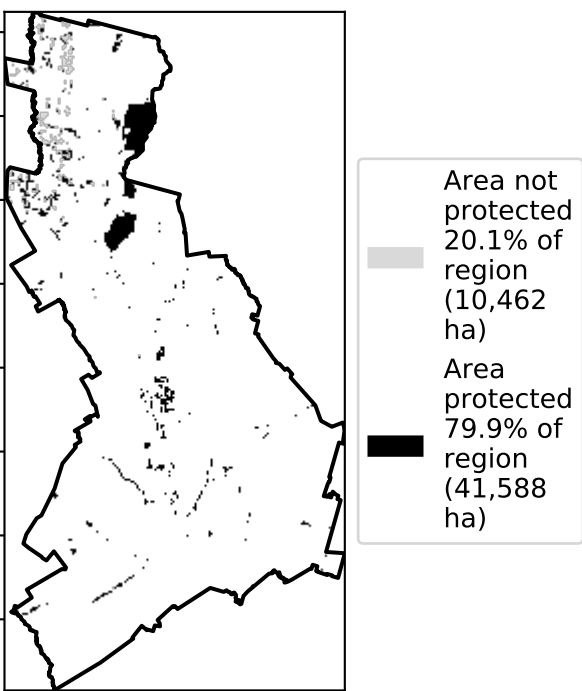 Area not
protected
20.1% of
region
(10,462
ha)
Area
protected
79.9% of
region
(41,588
ha)